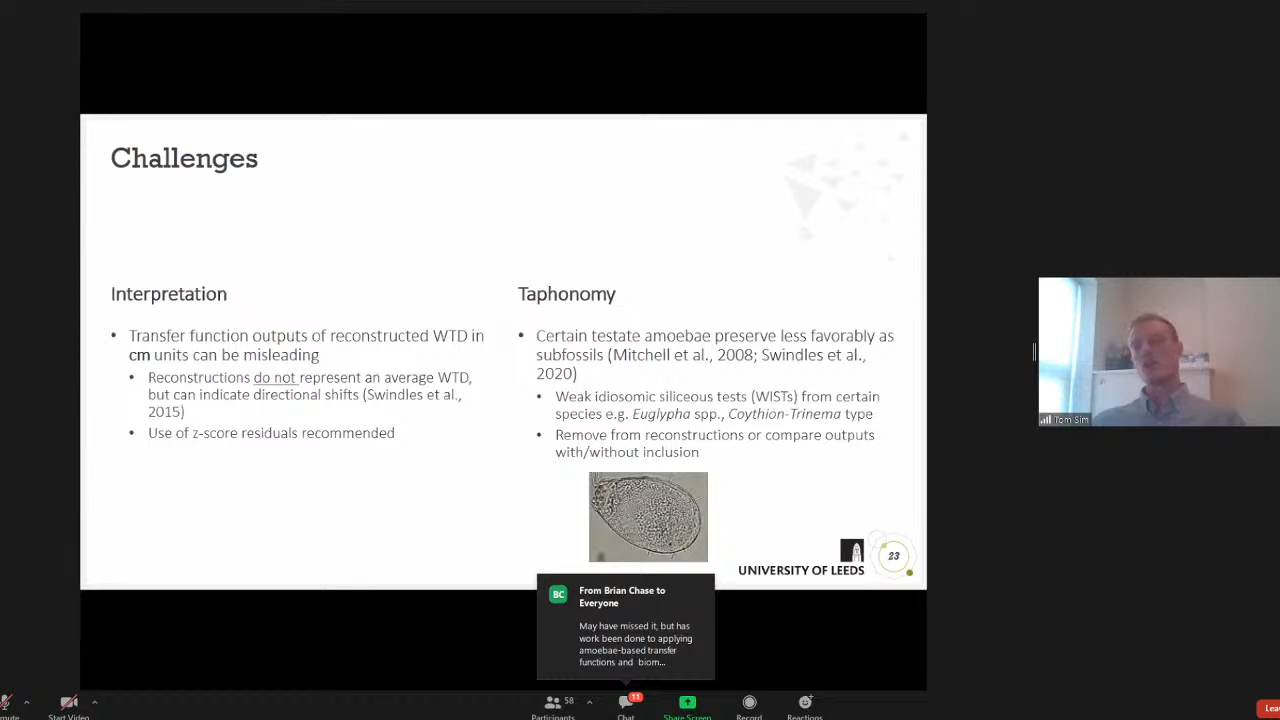 Challenges
Interpretation
• Transfer function outputs of reconstructed WTD in
cm units can be misleading
• Reconstructions do not represent an average WTD,
but can indicate directional shifts (Swindles et al.,
2015)
• Use of z-score residuals recommended
Taphonomy
• Certain testate amoebae preserve less favorably as
subfossils (Mitchell et al., 2008; Swindles et al.,
2020)
• Weak idiosomic siliceous tests (WISTs) from certain
species e.g. Euglypha spp., Coythion-Trinema type
• Remove from reconstructions or compare outputs
with/without inclusion
UNIVERSITY OF LEEDS
23
Tom Sim
BC
From Brian Chase to
Everyone
May have missed it, but has
work been done to applying
amoebae-based transfer
functions and biom...
mute
Start Video
58
Participants
11
Chat
Share Screen
Record
Reactions
Lea